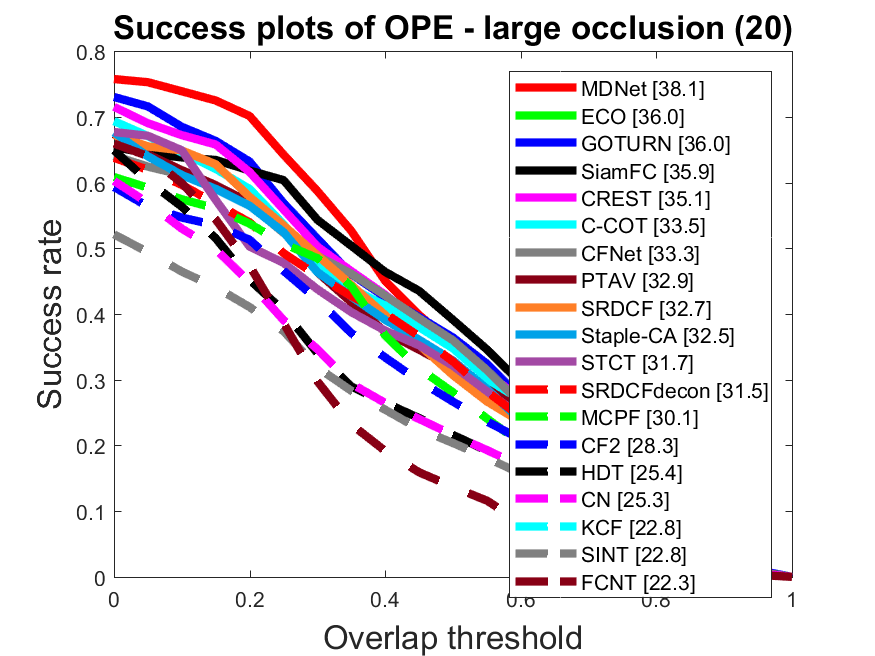 Success plots of OPE - large occlusion (20)
Success rate
0.8
0.7
0.6
0.5
0.4
0.3
0.2
0.1
0
MDNet [38.1]
ECO [36.0]
GOTURN [36.0]
SiamFC [35.9]
CREST [35.1]
C-COT [33.5]
CFNet [33.3]
PTAV [32.9]
SRDCF [32.7]
Staple-CA [32.5]
STCT [31.7]
SRDCFdecon [31.5]
MCPF [30.1]
CF2 [28.3]
HDT [25.4]
CN [25.3]
KCF [22.8]
SINT [22.8]
FCNT [22.3]
0 0.2 0.4 0.6 0.8 1
Overlap threshold